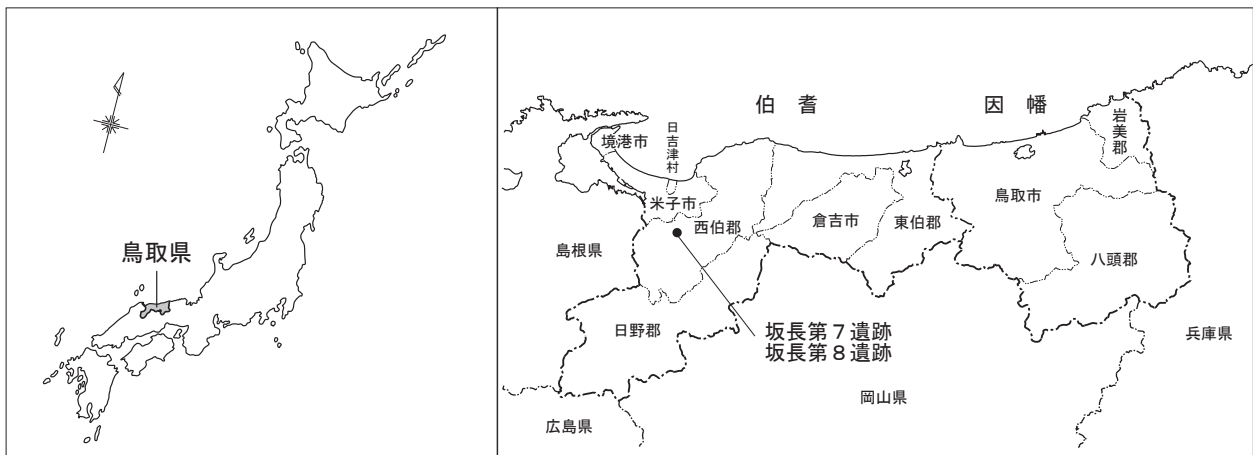 鳥取県
伯耆
因幡
境港市
日吉津村
岩美郡
米子市
西伯郡
倉吉市
東伯郡
鳥取市
八頭郡
島根県
日野郡
坂長第７遺跡
坂長第８遺跡
兵庫県
岡山県
広島県